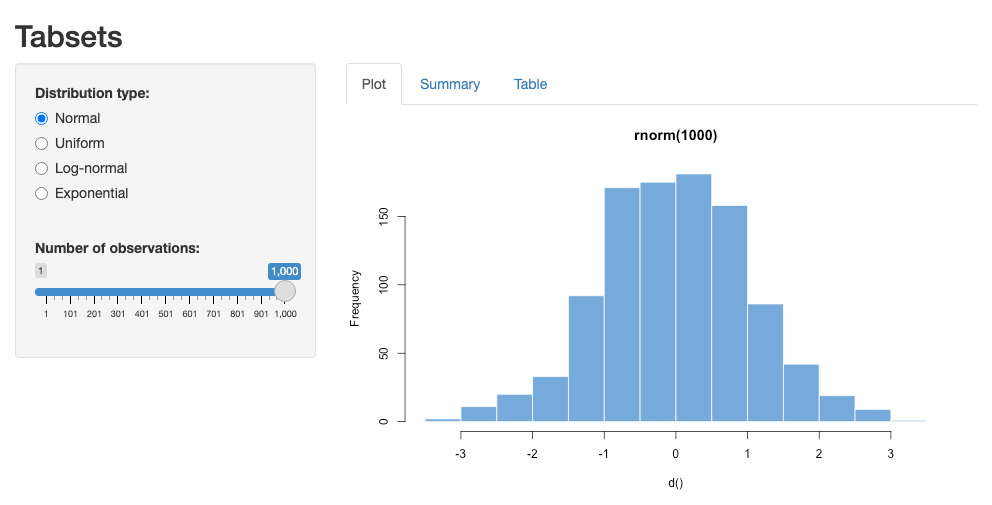 Tabsets
Distribution type:
Normal
Uniform
Log-normal
Exponential
Number of observations:
1 1,000
1 101 201 301 401 501 601 701 801 901 1,000
Plot Summary Table
rnorm(1000)
Frequency
150
100
50
0
-3 -2 -1 0 1 2 3
d()